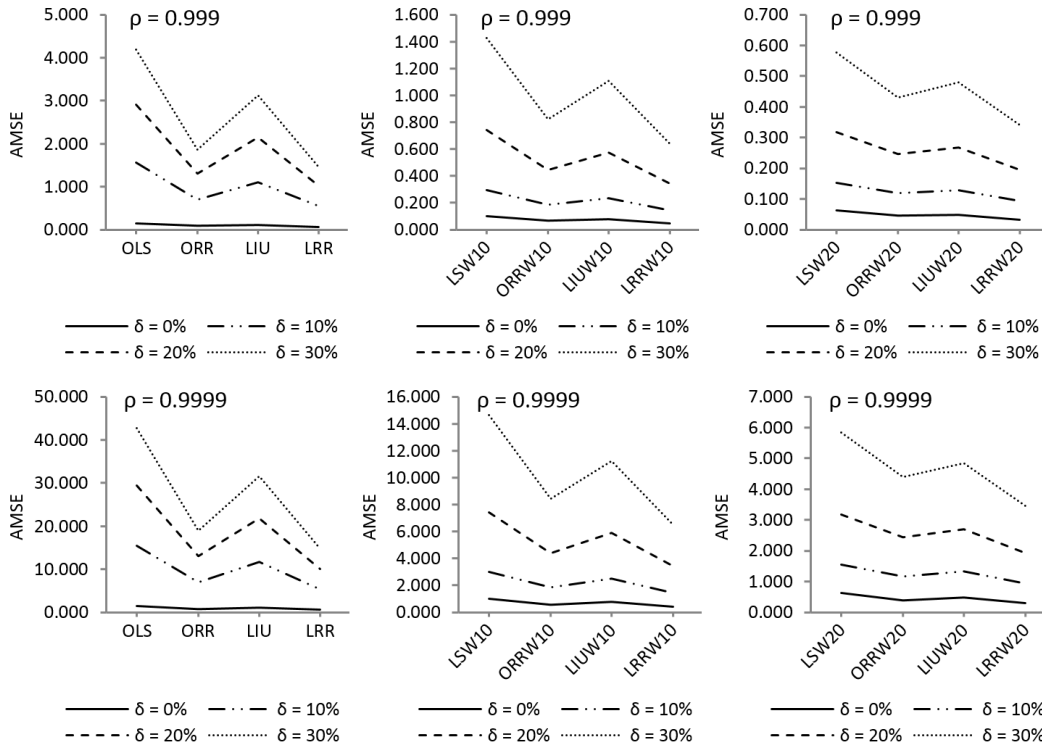 ρ = 0.999
5.000
4.000
3.000
2.000
1.000
0.000
AMSE
OLS ORR LIU LRR
δ = 0% δ = 10%
δ = 20% δ = 30%
ρ = 0.999
1.600
1.400
1.200
1.000
0.800
0.600
0.400
0.200
0.000
AMSE
LSW10 ORRW10 LIUW10 LRRW10
δ = 0% δ = 10%
δ = 20% δ = 30%
ρ = 0.999
0.700
0.600
0.500
0.400
0.300
0.200
0.100
0.000
AMSE
LSW20 ORRW20 LIUW20 LRRW20
δ = 0% δ = 10%
δ = 20% δ = 30%
ρ = 0.9999
50.000
40.000
30.000
20.000
10.000
0.000
AMSE
OLS ORR LIU LRR
δ = 0% δ = 10%
δ = 20% δ = 30%
ρ = 0.9999
16.000
14.000
12.000
10.000
8.000
6.000
4.000
2.000
0.000
AMSE
LSW10 ORRW10 LIUW10 LRRW10
δ = 0% δ = 10%
δ = 20% δ = 30%
ρ = 0.9999
7.000
6.000
5.000
4.000
3.000
2.000
1.000
0.000
AMSE
LSW20 ORRW20 LIUW20 LRRW20
δ = 0% δ = 10%
δ = 20% δ = 30%